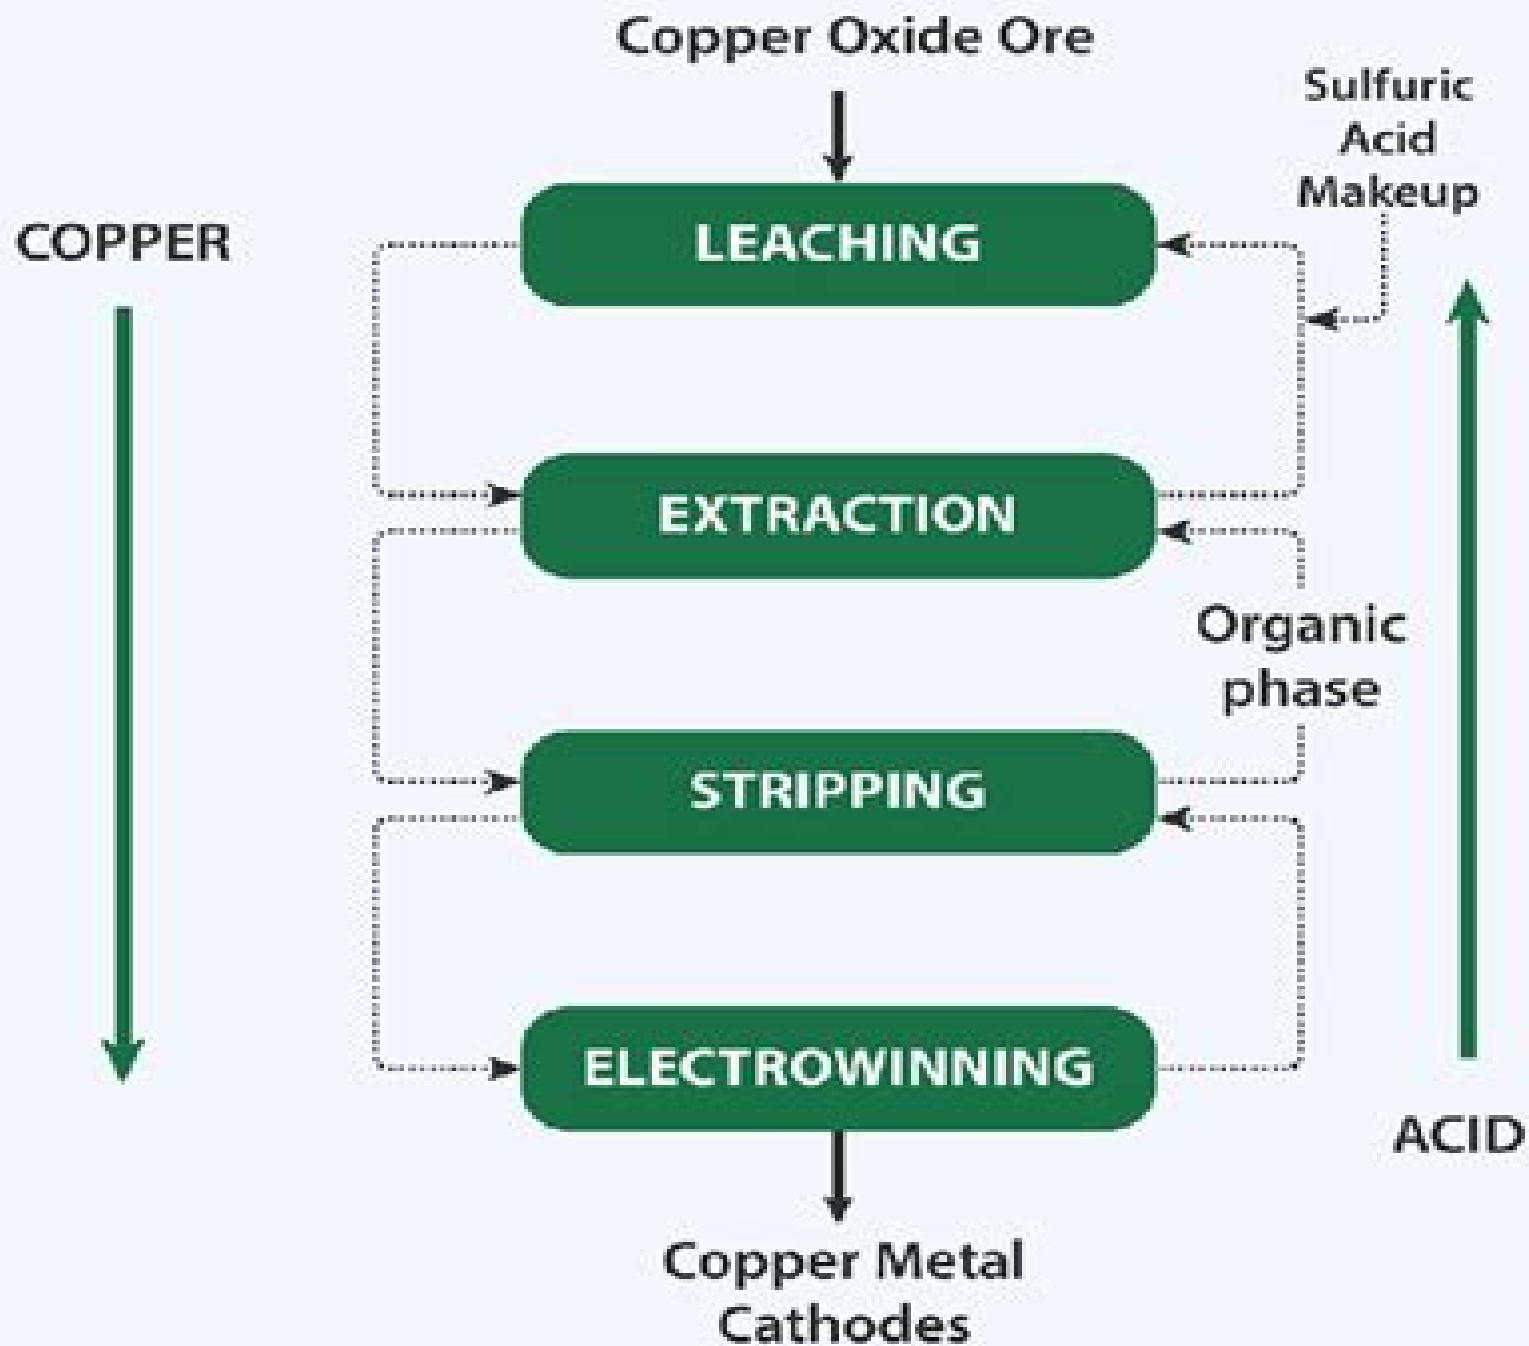 Copper Oxide Ore
Sulfuric
Acid
Makeup
COPPER
LEACHING
EXTRACTION
Organic
phase
STRIPPING
ELECTROWINNING
ACID
Copper Metal
Cathodes